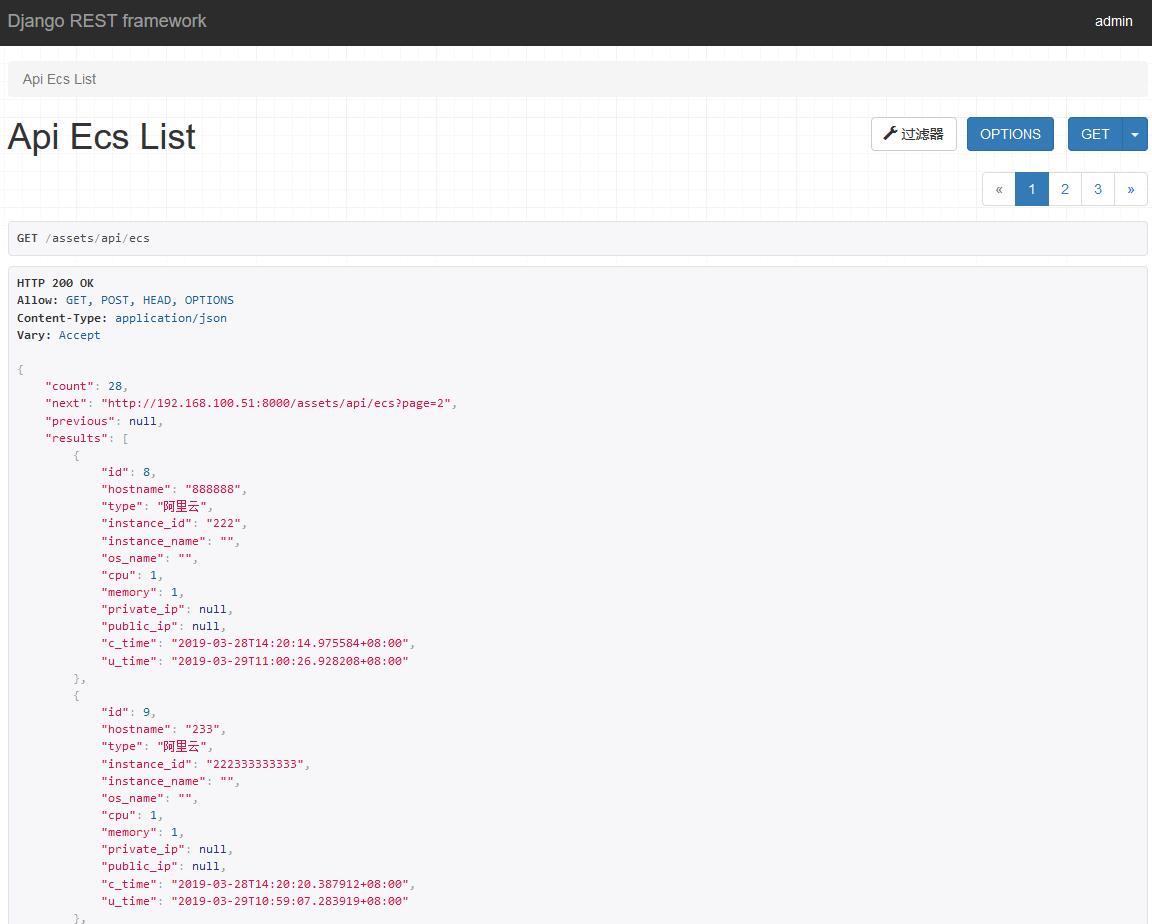 Django REST framework admin
Api Ecs List
Api Ecs List
过滤器 OPTIONS GET
« 1 2 3 »
GET /assets/api/ecs
HTTP 200 OK
Allow: GET, POST, HEAD, OPTIONS
Content-Type: application/json
Vary: Accept
{
"count": 28,
"next": "http://192.168.100.51:8000/assets/api/ecs?page=2",
"previous": null,
"results": [
{
"id": 8,
"hostname": "888888",
"type": "阿里云",
"instance_id": "222",
"instance_name": "",
"os_name": "",
"cpu": 1,
"memory": 1,
"private_ip": null,
"public_ip": null,
"c_time": "2019-03-28T14:20:14.975584+08:00",
"u_time": "2019-03-29T11:00:26.928208+08:00"
},
{
"id": 9,
"hostname": "233",
"type": "阿里云",
"instance_id": "222333333333",
"instance_name": "",
"os_name": "",
"cpu": 1,
"memory": 1,
"private_ip": null,
"public_ip": null,
"c_time": "2019-03-28T14:20:20.387912+08:00",
"u_time": "2019-03-29T10:59:07.283919+08:00"
},